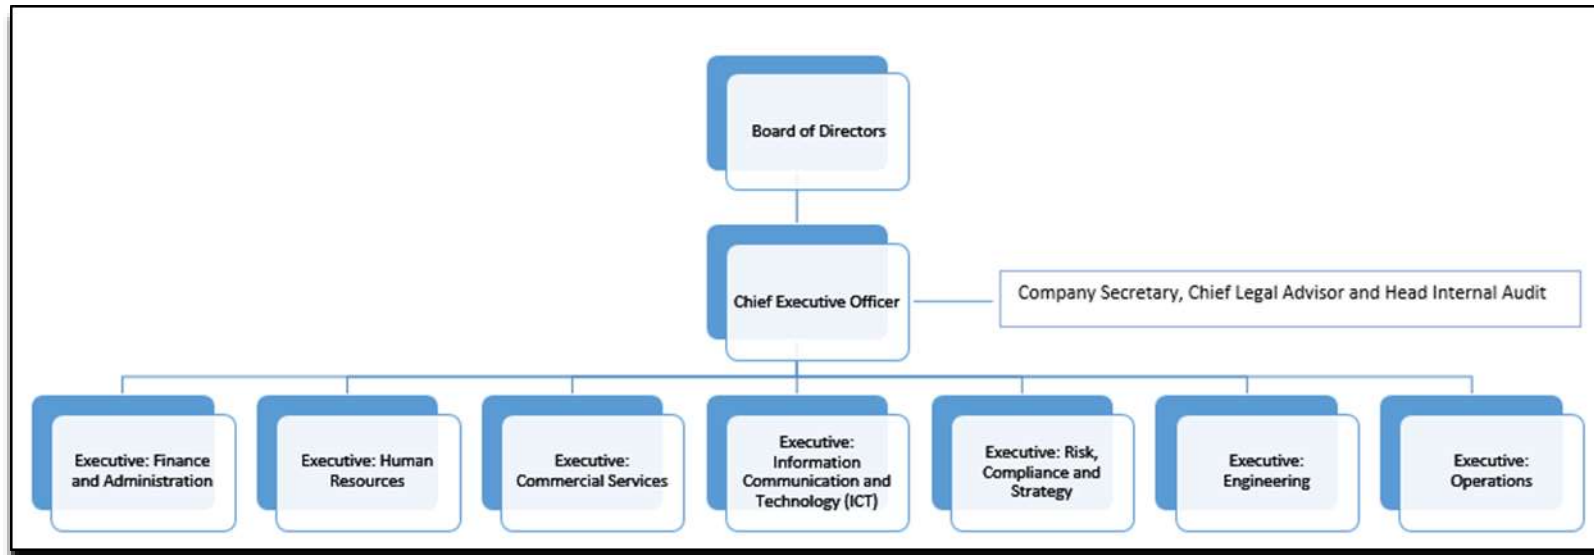 Board of Directors
Chief Executive Officer
Company Secretary, Chief Legal Advisor and Head Internal Audit
Executive: Finance
and Administration
Executive: Human
Resources
Executive:
Commercial Services
Executive:
Information
Communication and
Technology (ICT)
Executive: Risk,
Compliance and
Strategy
Executive:
Engineering
Executive:
Operations